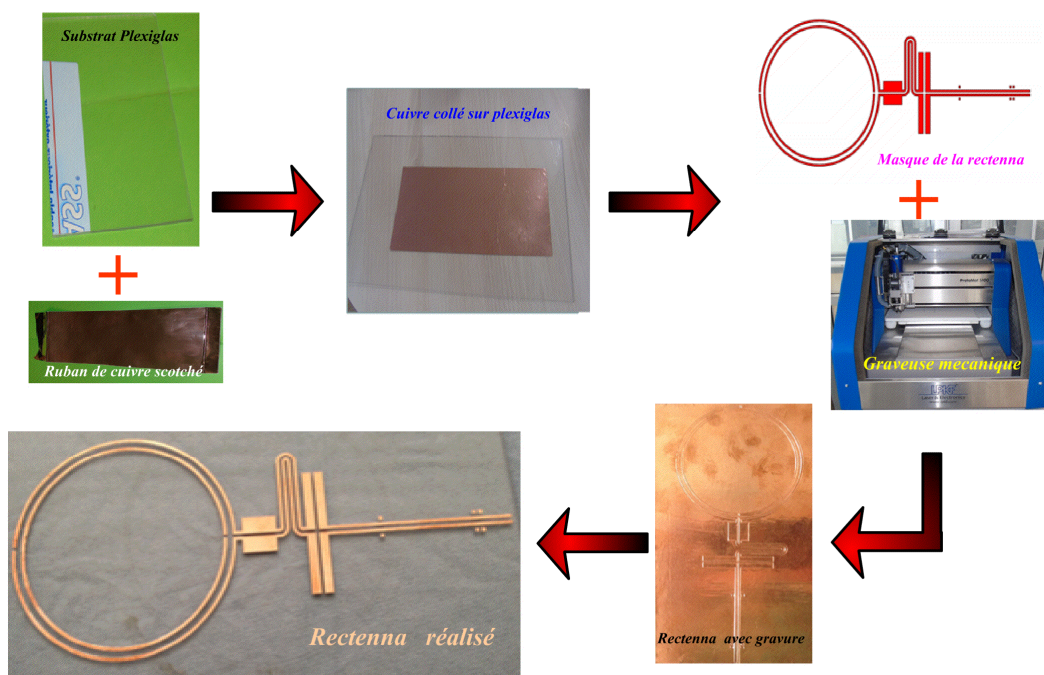 Substrat Plexiglas
Cuivre collé sur plexiglas
Masque de la rectenna
Ruban de cuivre scotché
Graveuse mecanique
Rectenna avec gravure
Rectenna réalisé